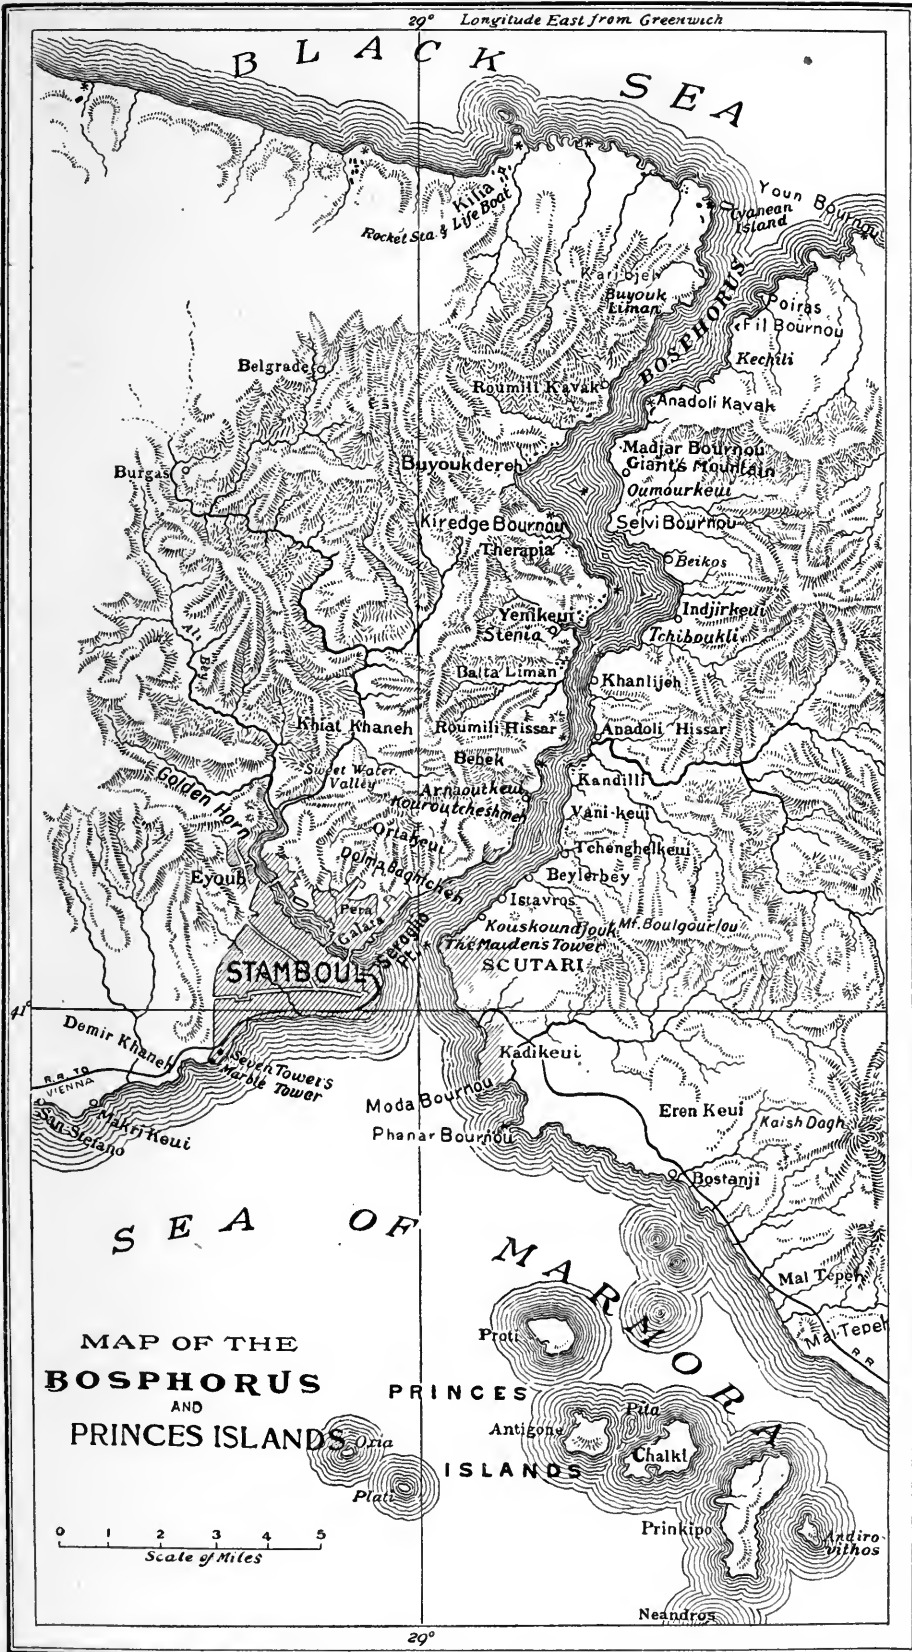 29° Longitude East from Greenwich
BLACK SEA
Youn Bournou
Cyanean
Island
Kilia
Rocket Sta. & Life Boat
Karibjeh
Buyouk
Liman
BOSPHORUS
Poiras
Fil Bournou
Kechili
Belgrade
Roumili Kavak
Anadoli Kavak
Madjar Bournou
Giant's Mountain
Burgas
Buyoukdereh
Oumourkeui
Kiredge Bournou
Selvi Bournou
Therapia
Beikos
Yenikeui
Indjirkeui
Stenia
Tchiboukli
Ali Bey
Balta Liman
Khanlijeh
Khiat Khaneh
Roumili Hissar
Anadoli Hissar
Bebek
Sweet Water
Valley
Kandilli
Golden Horn
Arnaoutkeui
Kouroutcheshmeh
Vani-keui
Ortakeui
Tchenghelkeui
Dolma Baghtcheh
Eyoub
Beylerbey
Pera
Istavros
Galata
Kouskoundjouk
Mt. Boulgourlou
Seraglio
Pt.
The Maiden's Tower
STAMBOUL
SCUTARI
41°
Demir Khaneh
Kadikeui
Seven Towers
Marble Tower
R.R. TO
VIENNA
Moda Bournou
Eren Keui
San Stefano
Makri Keui
Kaish Dagh
Phanar Bournou
Bostanji
SEA OF MARMORA
Mal Tepeh
Mal-Tepeh
R R
Proti
MAP OF THE
BOSPHORUS
AND
PRINCES ISLANDS
PRINCES
ISLANDS
Pita
Antigone
Chalki
Oxia
Plati
Prinkipo
Andiro-
vithos
0 1 2 3 4 5
Scale of Miles
Neandros
29°